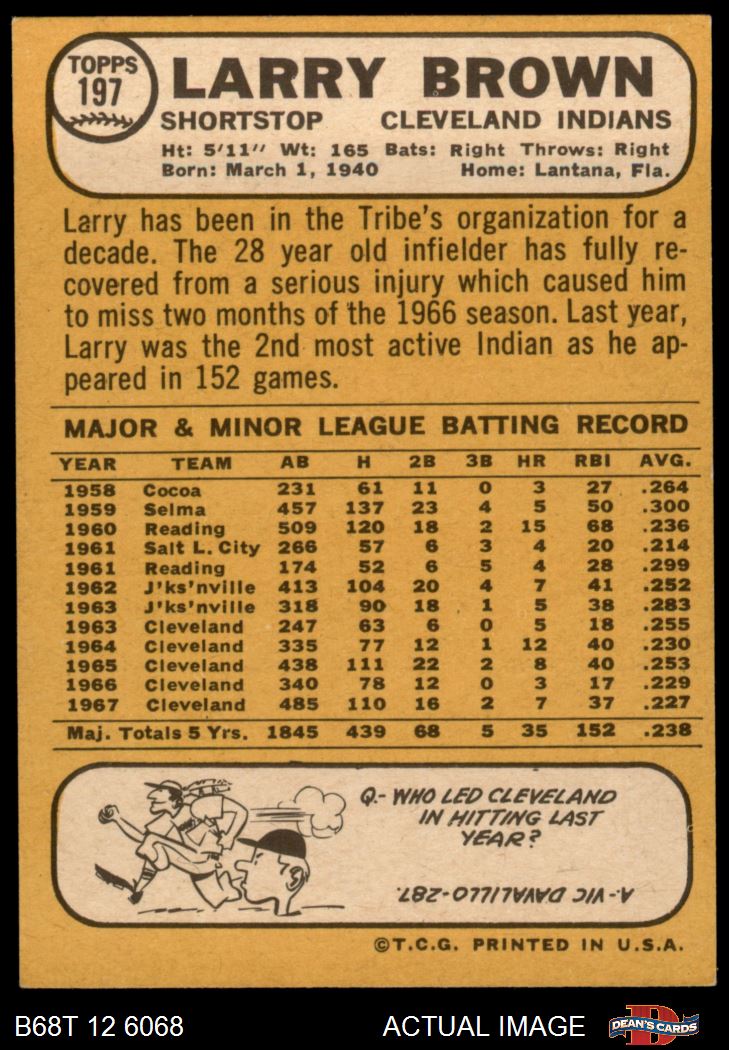 TOPPS
197
LARRY BROWN
SHORTSTOP CLEVELAND INDIANS
Ht: 5'11" Wt: 165 Bats: Right Throws: Right
Born: March 1, 1940 Home: Lantana, Fla.
Larry has been in the Tribe's organization for a
decade. The 28 year old infielder has fully re-
covered from a serious injury which caused him
to miss two months of the 1966 season. Last year,
Larry was the 2nd most active Indian as he ap-
peared in 152 games.
MAJOR & MINOR LEAGUE BATTING RECORD
YEAR TEAM AB H 2B 3B HR RBI AVG.
1958 Cocoa 231 61 11 0 3 27 .264
1959 Selma 457 137 23 4 5 50 .300
1960 Reading 509 120 18 2 15 68 .236
1961 Salt L. City 266 57 6 3 4 20 .214
1961 Reading 174 52 6 5 4 28 .299
1962 J'ks'nville 413 104 20 4 7 41 .252
1963 J'ks'nville 318 90 18 1 5 38 .283
1963 Cleveland 247 63 6 0 5 18 .255
1964 Cleveland 335 77 12 1 12 40 .230
1965 Cleveland 438 111 22 2 8 40 .253
1966 Cleveland 340 78 12 0 3 17 .229
1967 Cleveland 485 110 16 2 7 37 .227
Maj. Totals 5 Yrs. 1845 439 68 5 35 152 .238
Q.- WHO LED CLEVELAND
IN HITTING LAST
YEAR?
A.- VIC DAVALILLO-287.
©T.C.G. PRINTED IN U.S.A.
B68T 12 6068 ACTUAL IMAGE
D
DEAN'S CARDS